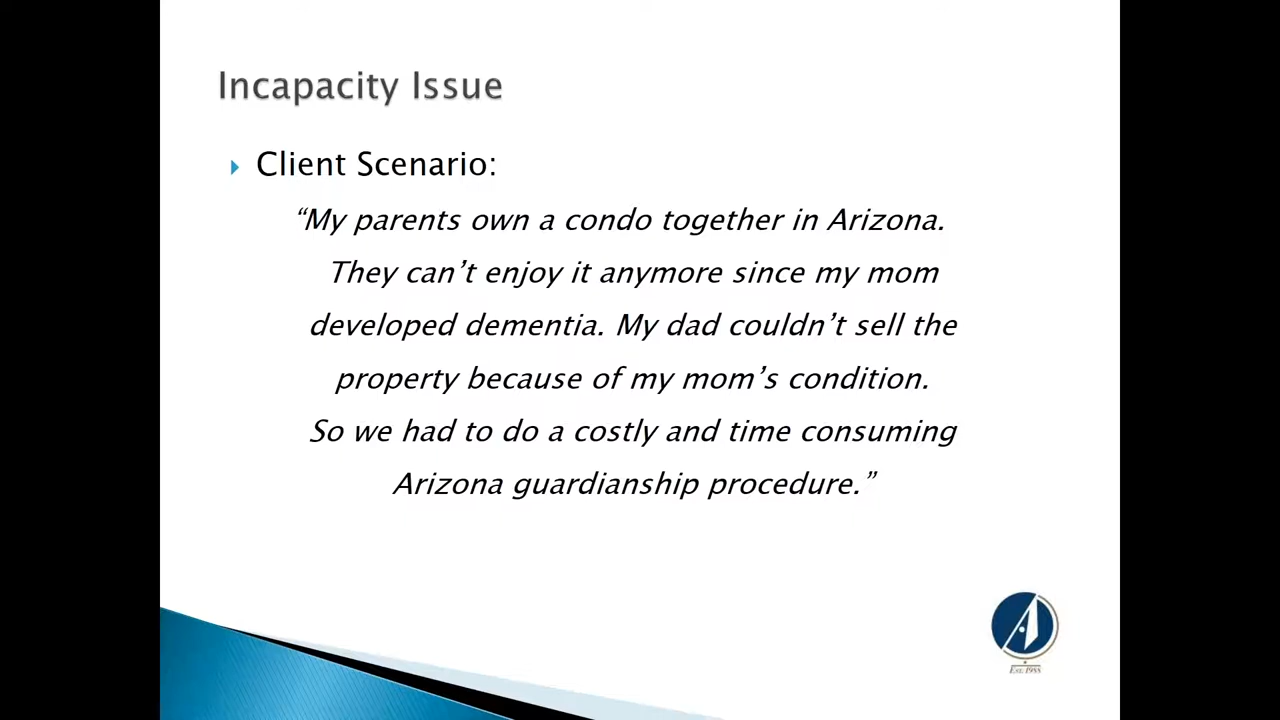 Incapacity Issue
Client Scenario:
“My parents own a condo together in Arizona.
They can’t enjoy it anymore since my mom
developed dementia. My dad couldn’t sell the
property because of my mom’s condition.
So we had to do a costly and time consuming
Arizona guardianship procedure.”
A
Est. 1988